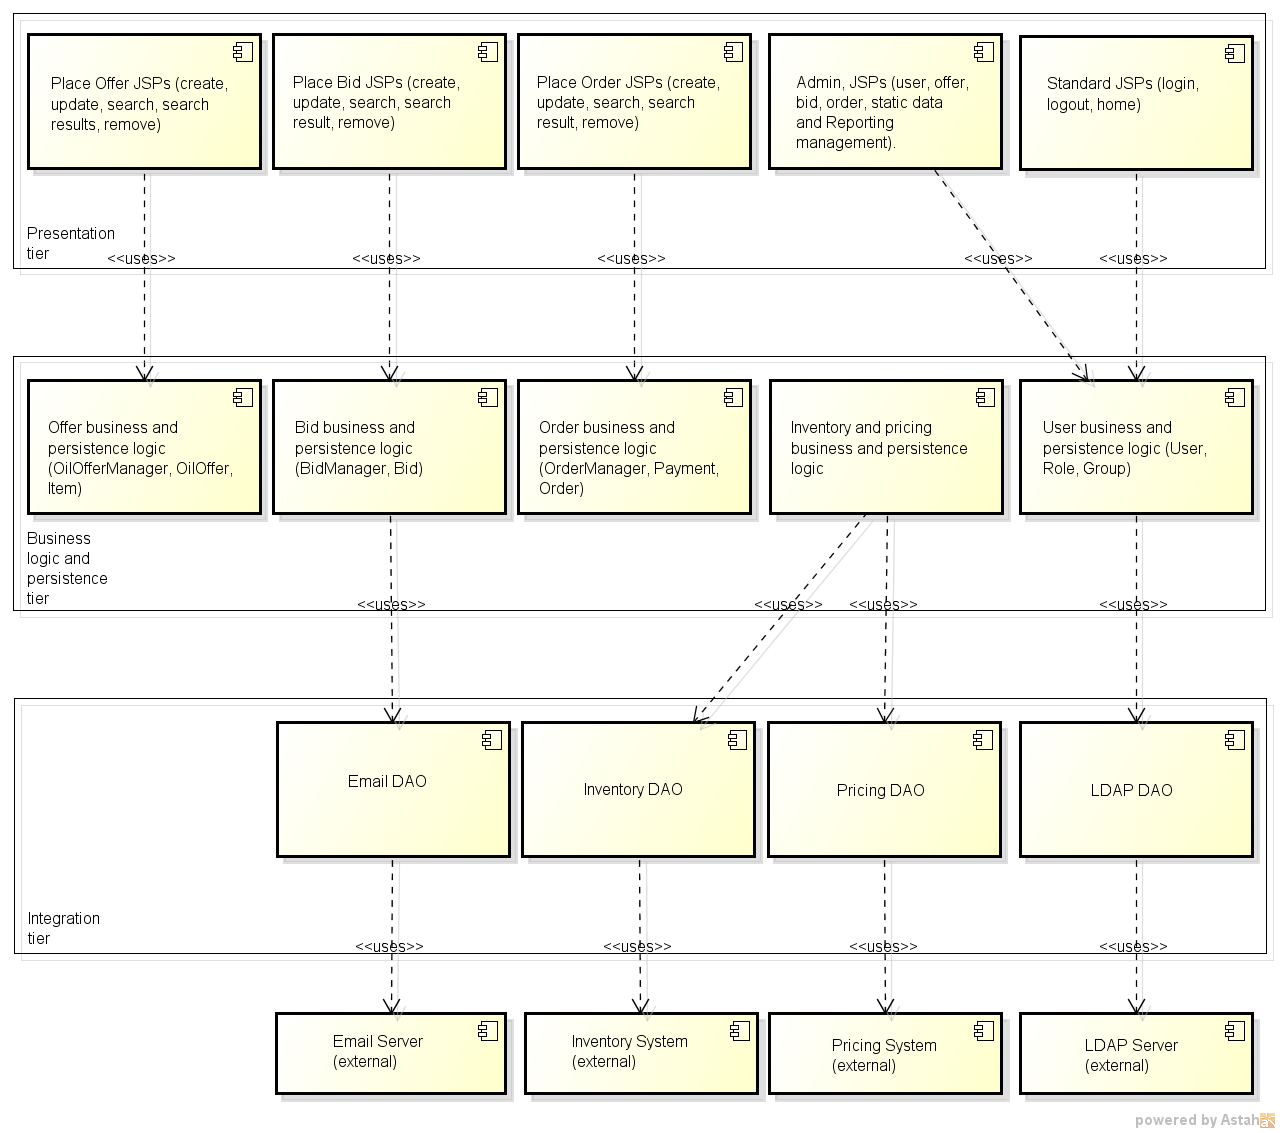 Place Offer JSPs (create,
update, search, search
results, remove)
Place Bid JSPs (create,
update, search, search
result, remove)
Place Order JSPs (create,
update, search, search
result, remove)
Admin, JSPs (user, offer,
bid, order, static data
and Reporting
management).
Standard JSPs (login,
logout, home)
Presentation
tier
<<uses>>
<<uses>>
<<uses>>
<<uses>>
<<uses>>
Offer business and
persistence logic
(OilOfferManager, OilOffer,
Item)
Bid business and
persistence logic
(BidManager, Bid)
Order business and
persistence logic
(OrderManager, Payment,
Order)
Inventory and pricing
business and persistence
logic
User business and
persistence logic (User,
Role, Group)
Business
logic and
persistence
tier
<<uses>>
<<uses>>
<<uses>>
<<uses>>
Email DAO
Inventory DAO
Pricing DAO
LDAP DAO
Integration
tier
<<uses>>
<<uses>>
<<uses>>
<<uses>>
Email Server
(external)
Inventory System
(external)
Pricing System
(external)
LDAP Server
(external)
powered by Astah